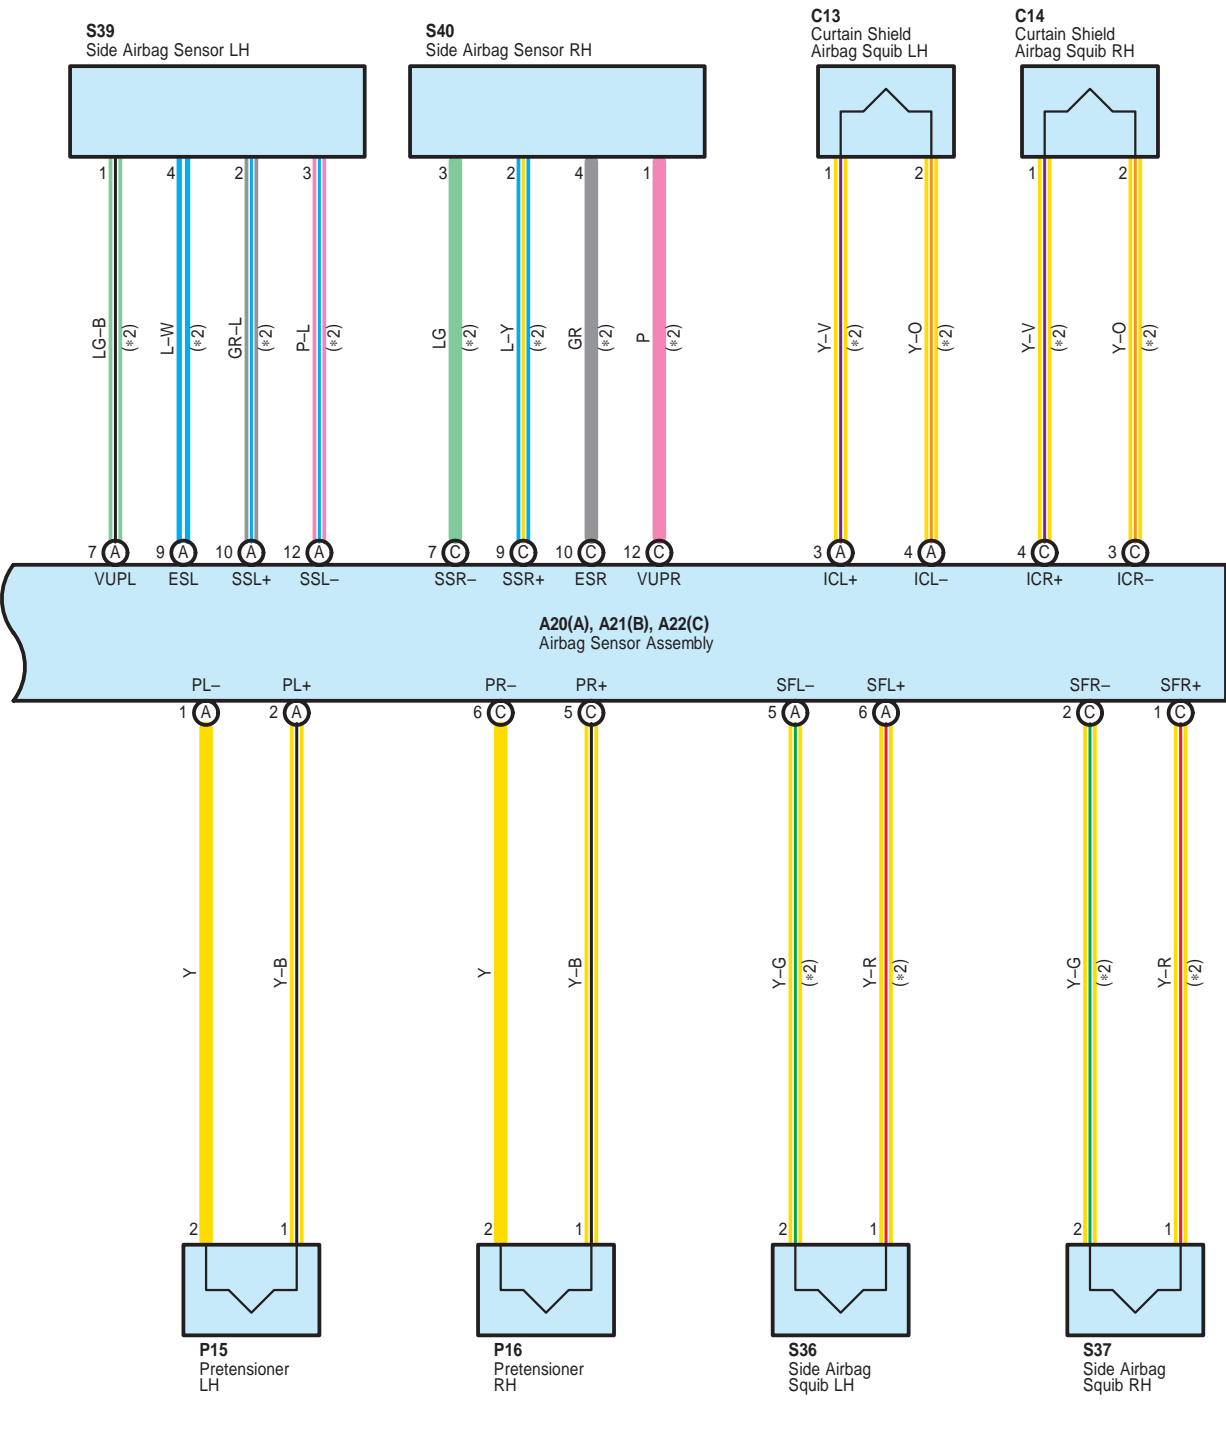 S39
Side Airbag Sensor LH
S40
Side Airbag Sensor RH
C13
Curtain Shield
Airbag Squib LH
C14
Curtain Shield
Airbag Squib RH
1 4 2 3 3 2 4 1 1 2 1 2
LG–B (*2) L–W (*2) GR–L (*2) P–L (*2) LG (*2) L–Y (*2) GR (*2) P (*2) Y–V (*2) Y–O (*2) Y–V (*2) Y–O (*2)
7 A 9 A 10 A 12 A 7 C 9 C 10 C 12 C 3 A 4 A 4 C 3 C
VUPL ESL SSL+ SSL– SSR– SSR+ ESR VUPR ICL+ ICL– ICR+ ICR–
A20(A), A21(B), A22(C)
Airbag Sensor Assembly
PL– PL+ PR– PR+ SFL– SFL+ SFR– SFR+
1 A 2 A 6 C 5 C 5 A 6 A 2 C 1 C
Y Y–B Y Y–B Y–G (*2) Y–R (*2) Y–G (*2) Y–R (*2)
2 1 2 1 2 1 2 1
P15
Pretensioner
LH
P16
Pretensioner
RH
S36
Side Airbag
Squib LH
S37
Side Airbag
Squib RH